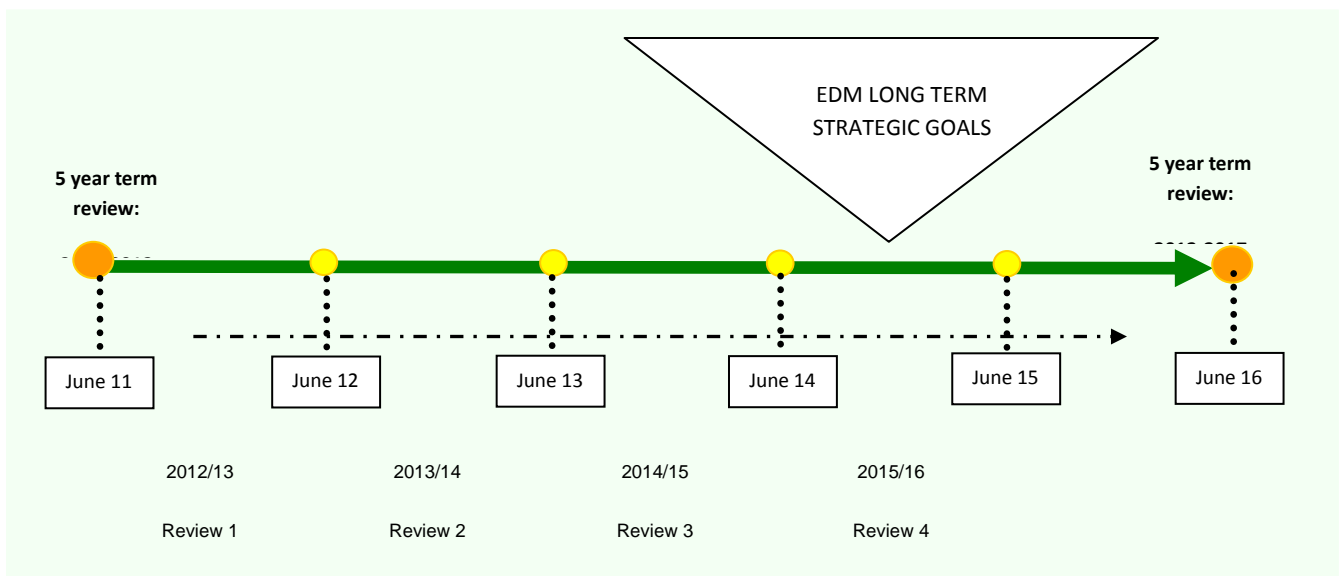 EDM LONG TERM
STRATEGIC GOALS
5 year term
review:
5 year term
review:
June 11
June 12
June 13
June 14
June 15
June 16
2012/13
2013/14
2014/15
2015/16
Review 1
Review 2
Review 3
Review 4